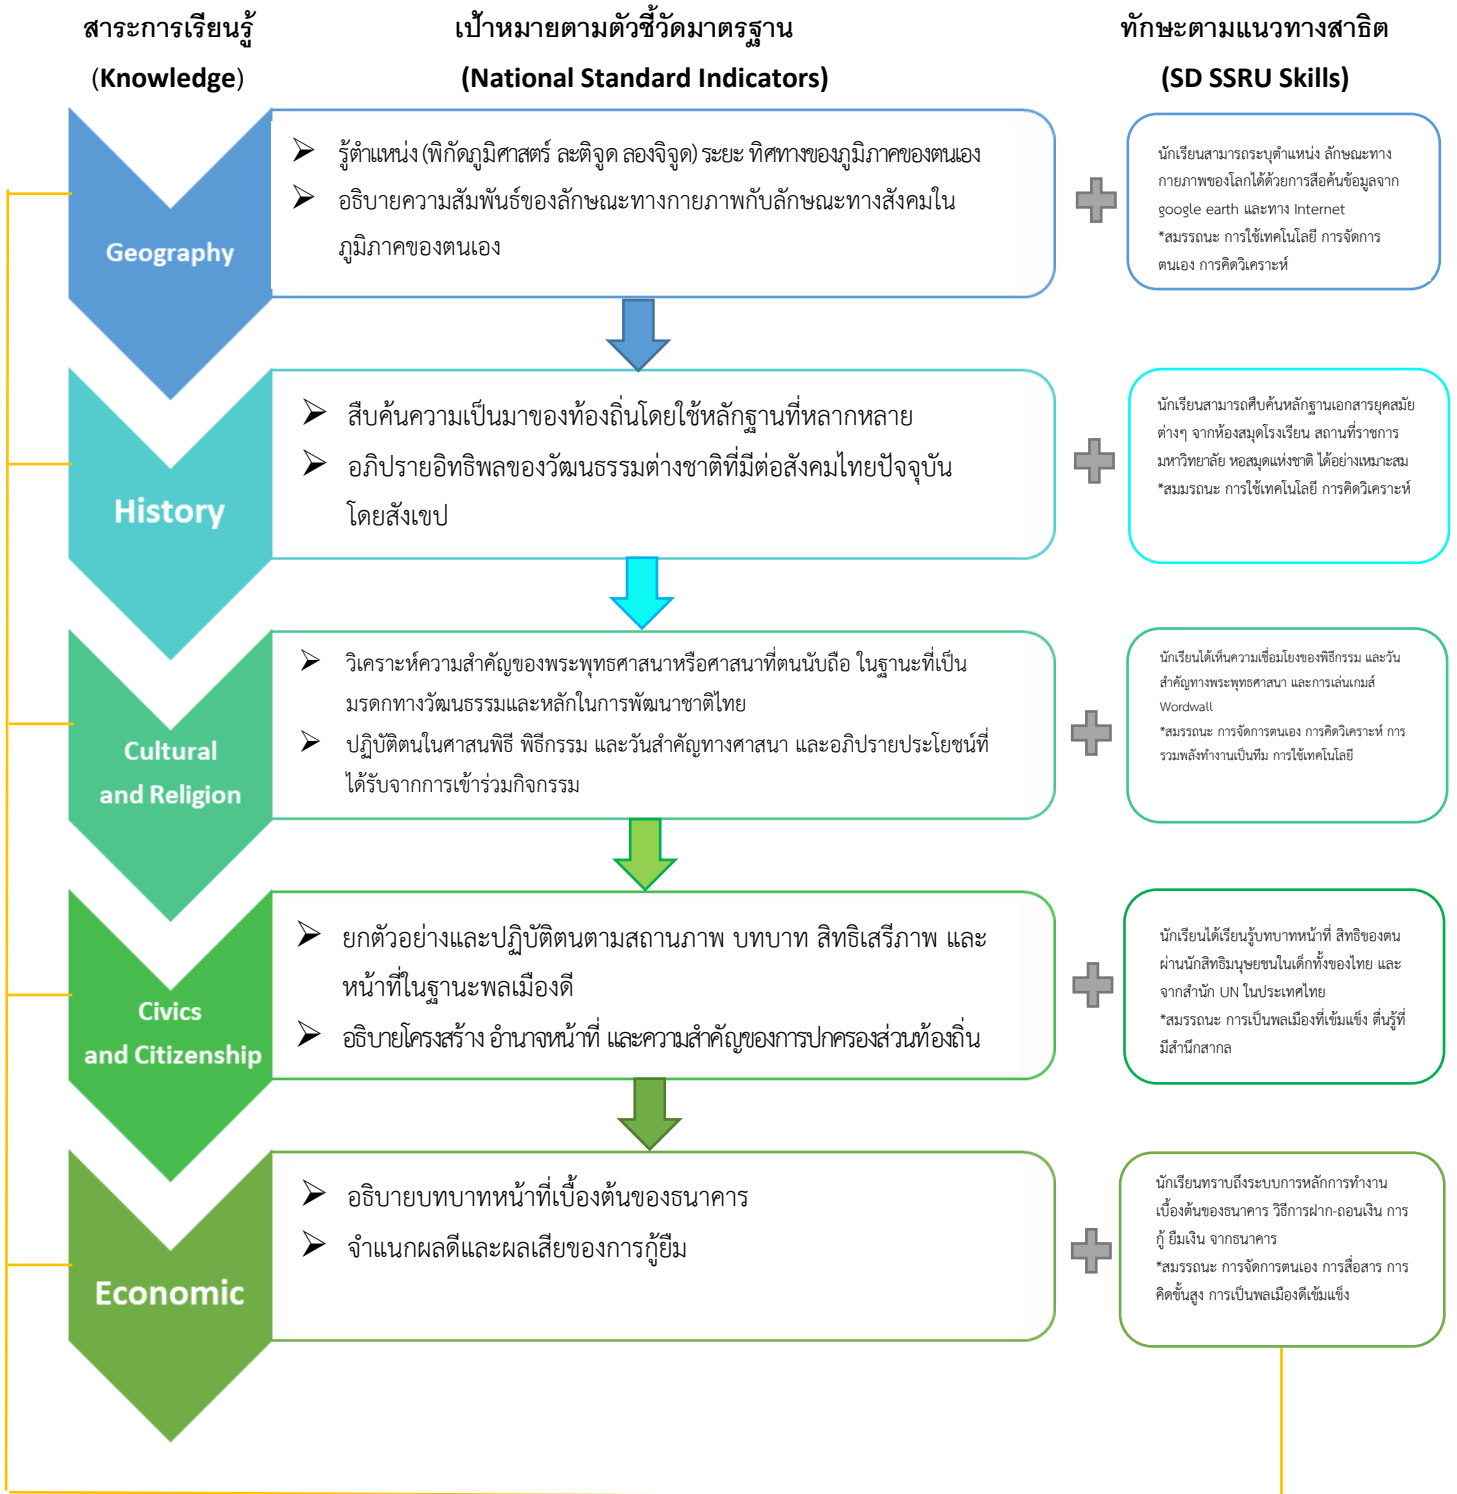 สาระการเรียนรู้
(Knowledge)
เป้าหมายตามตัวชี้วัดมาตรฐาน
(National Standard Indicators)
ทักษะตามแนวทางสาธิต
(SD SSRU Skills)
Geography
➢ รู้ตำแหน่ง (พิกัดภูมิศาสตร์ ละติจูด ลองจิจูด) ระยะ ทิศทางของภูมิภาคของตนเอง
➢ อธิบายความสัมพันธ์ของลักษณะทางกายภาพกับลักษณะทางสังคมใน
ภูมิภาคของตนเอง
นักเรียนสามารถระบุตำแหน่ง ลักษณะทาง
กายภาพของโลกได้ด้วยการสือค้นข้อมูลจาก
google earth และทาง Internet
*สมรรถนะ การใช้เทคโนโลยี การจัดการ
ตนเอง การคิดวิเคราะห์
History
➢ สืบค้นความเป็นมาของท้องถิ่นโดยใช้หลักฐานที่หลากหลาย
➢ อภิปรายอิทธิพลของวัฒนธรรมต่างชาติที่มีต่อสังคมไทยปัจจุบัน
โดยสังเขป
นักเรียนสามารถศืบค้นหลักฐานเอกสารยุคสมัย
ต่างๆ จากห้องสมุดโรงเรียน สถานที่ราชการ
มหาวิทยาลัย หอสมุดแห่งชาติ ได้อย่างเหมาะสม
*สมมรถนะ การใช้เทคโนโลยี การคิดวิเคราะห์
Cultural
and Religion
➢ วิเคราะห์ความสำคัญของพระพุทธศาสนาหรือศาสนาที่ตนนับถือ ในฐานะที่เป็น
มรดกทางวัฒนธรรมและหลักในการพัฒนาชาติไทย
➢ ปฏิบัติตนในศาสนพิธี พิธีกรรม และวันสำคัญทางศาสนา และอภิปรายประโยชน์ที่
ได้รับจากการเข้าร่วมกิจกรรม
นักเรียนได้เห็นความเชื่อมโยงของพิธีกรรม และวัน
สำคัญทางพระพุทธศาสนา และการเล่นเกมส์
Wordwall
*สมรรถนะ การจัดการตนเอง การคิดวิเคราะห์ การ
รวมพลังทำงานเป็นทีม การใช้เทคโนโลยี
Civics
and Citizenship
➢ ยกตัวอย่างและปฏิบัติตนตามสถานภาพ บทบาท สิทธิเสรีภาพ และ
หน้าที่ในฐานะพลเมืองดี
➢ อธิบายโครงสร้าง อำนาจหน้าที่ และความสำคัญของการปกครองส่วนท้องถิ่น
นักเรียนได้เรียนรู้บทบาทหน้าที่ สิทธิของตน
ผ่านนักสิทธิมนุษยชนในเด็กทั้งของไทย และ
จากสำนัก UN ในประเทศไทย
*สมรรถนะ การเป็นพลเมืองที่เข้มแข็ง ตื่นรู้ที่
มีสำนึกสากล
Economic
➢ อธิบายบทบาทหน้าที่เบื้องต้นของธนาคาร
➢ จำแนกผลดีและผลเสียของการกู้ยืม
นักเรียนทราบถึงระบบการหลักการทำงาน
เบื้องต้นของธนาคาร วิธีการฝาก-ถอนเงิน การ
กู้ ยืมเงิน จากธนาคาร
*สมรรถนะ การจัดการตนเอง การสื่อสาร การ
คิดขั้นสูง การเป็นพลเมืองดีเข้มแข็ง